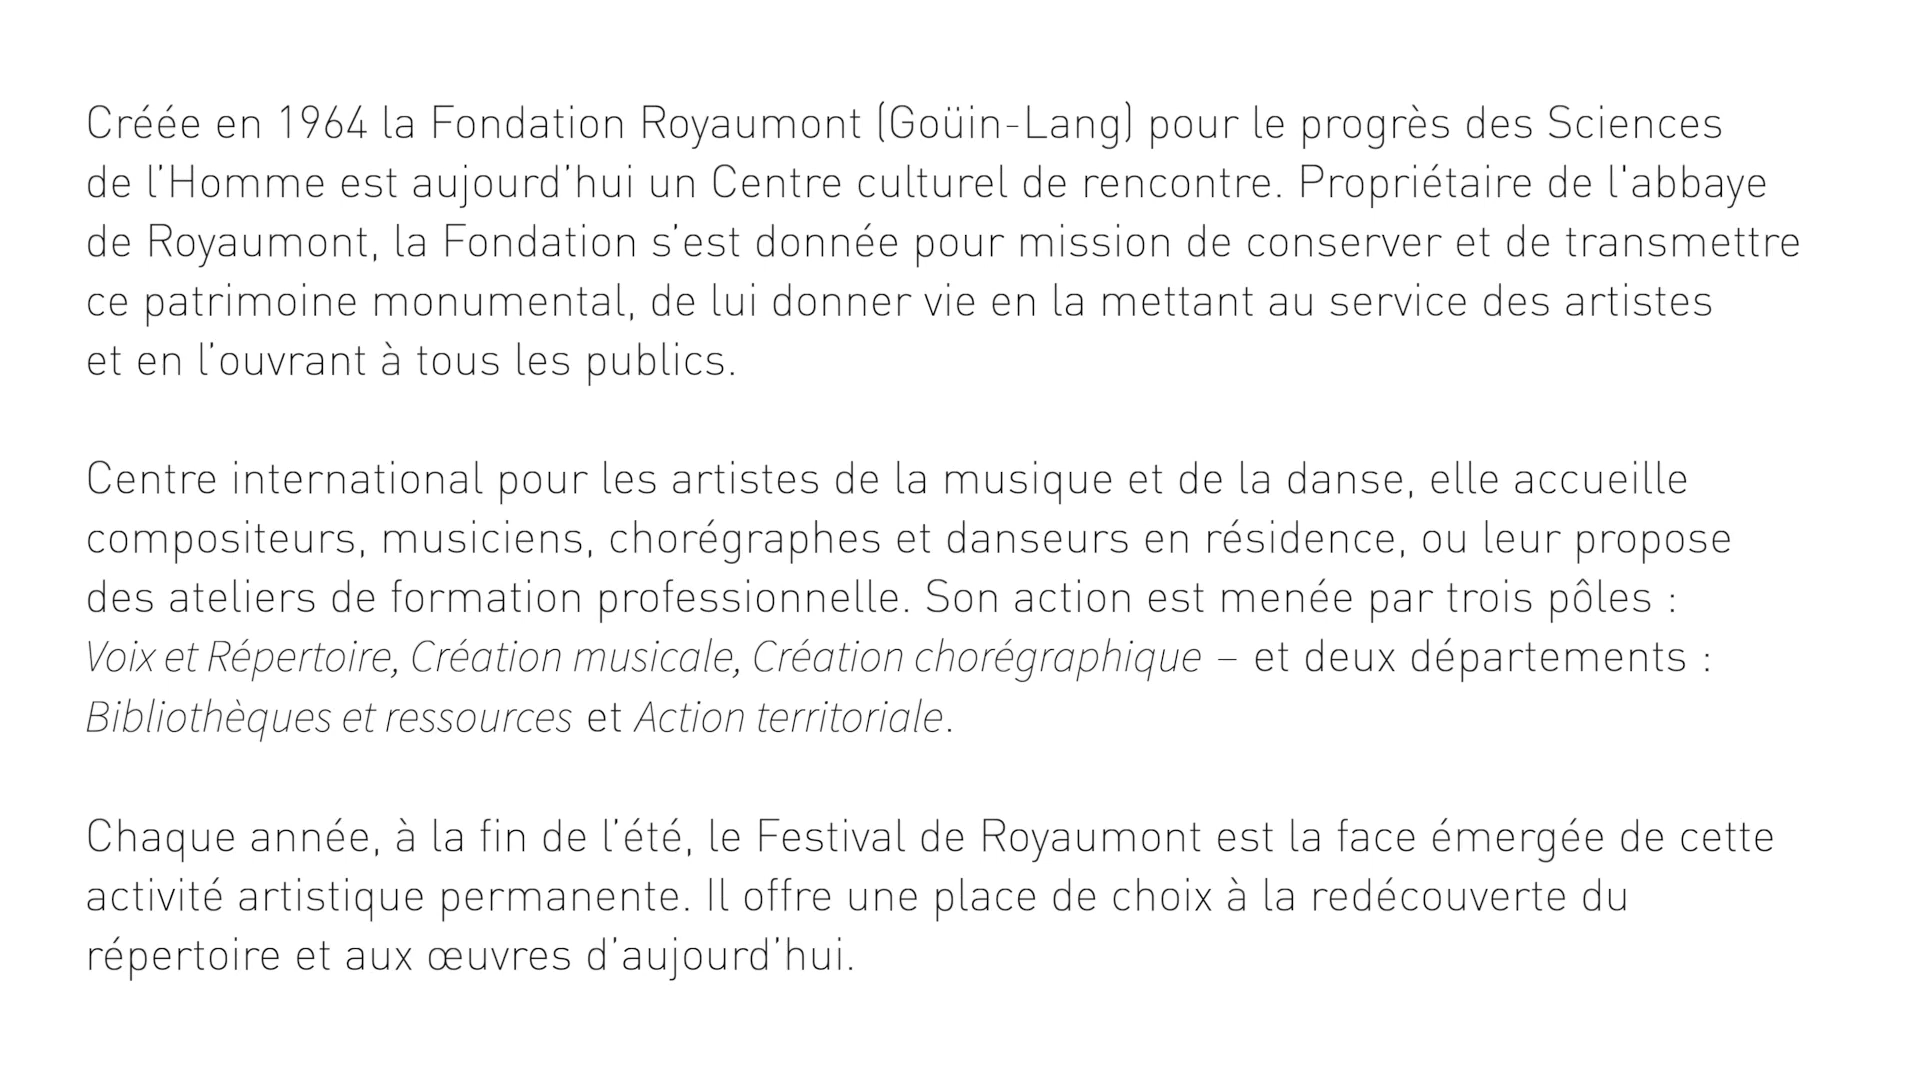 Créée en 1964 la Fondation Royaumont (Goüin-Lang) pour le progrès des Sciences
de l’Homme est aujourd’hui un Centre culturel de rencontre. Propriétaire de l'abbaye
de Royaumont, la Fondation s’est donnée pour mission de conserver et de transmettre
ce patrimoine monumental, de lui donner vie en la mettant au service des artistes
et en l’ouvrant à tous les publics.
Centre international pour les artistes de la musique et de la danse, elle accueille
compositeurs, musiciens, chorégraphes et danseurs en résidence, ou leur propose
des ateliers de formation professionnelle. Son action est menée par trois pôles :
Voix et Répertoire, Création musicale, Création chorégraphique – et deux départements :
Bibliothèques et ressources et Action territoriale.
Chaque année, à la fin de l’été, le Festival de Royaumont est la face émergée de cette
activité artistique permanente. Il offre une place de choix à la redécouverte du
répertoire et aux œuvres d’aujourd’hui.